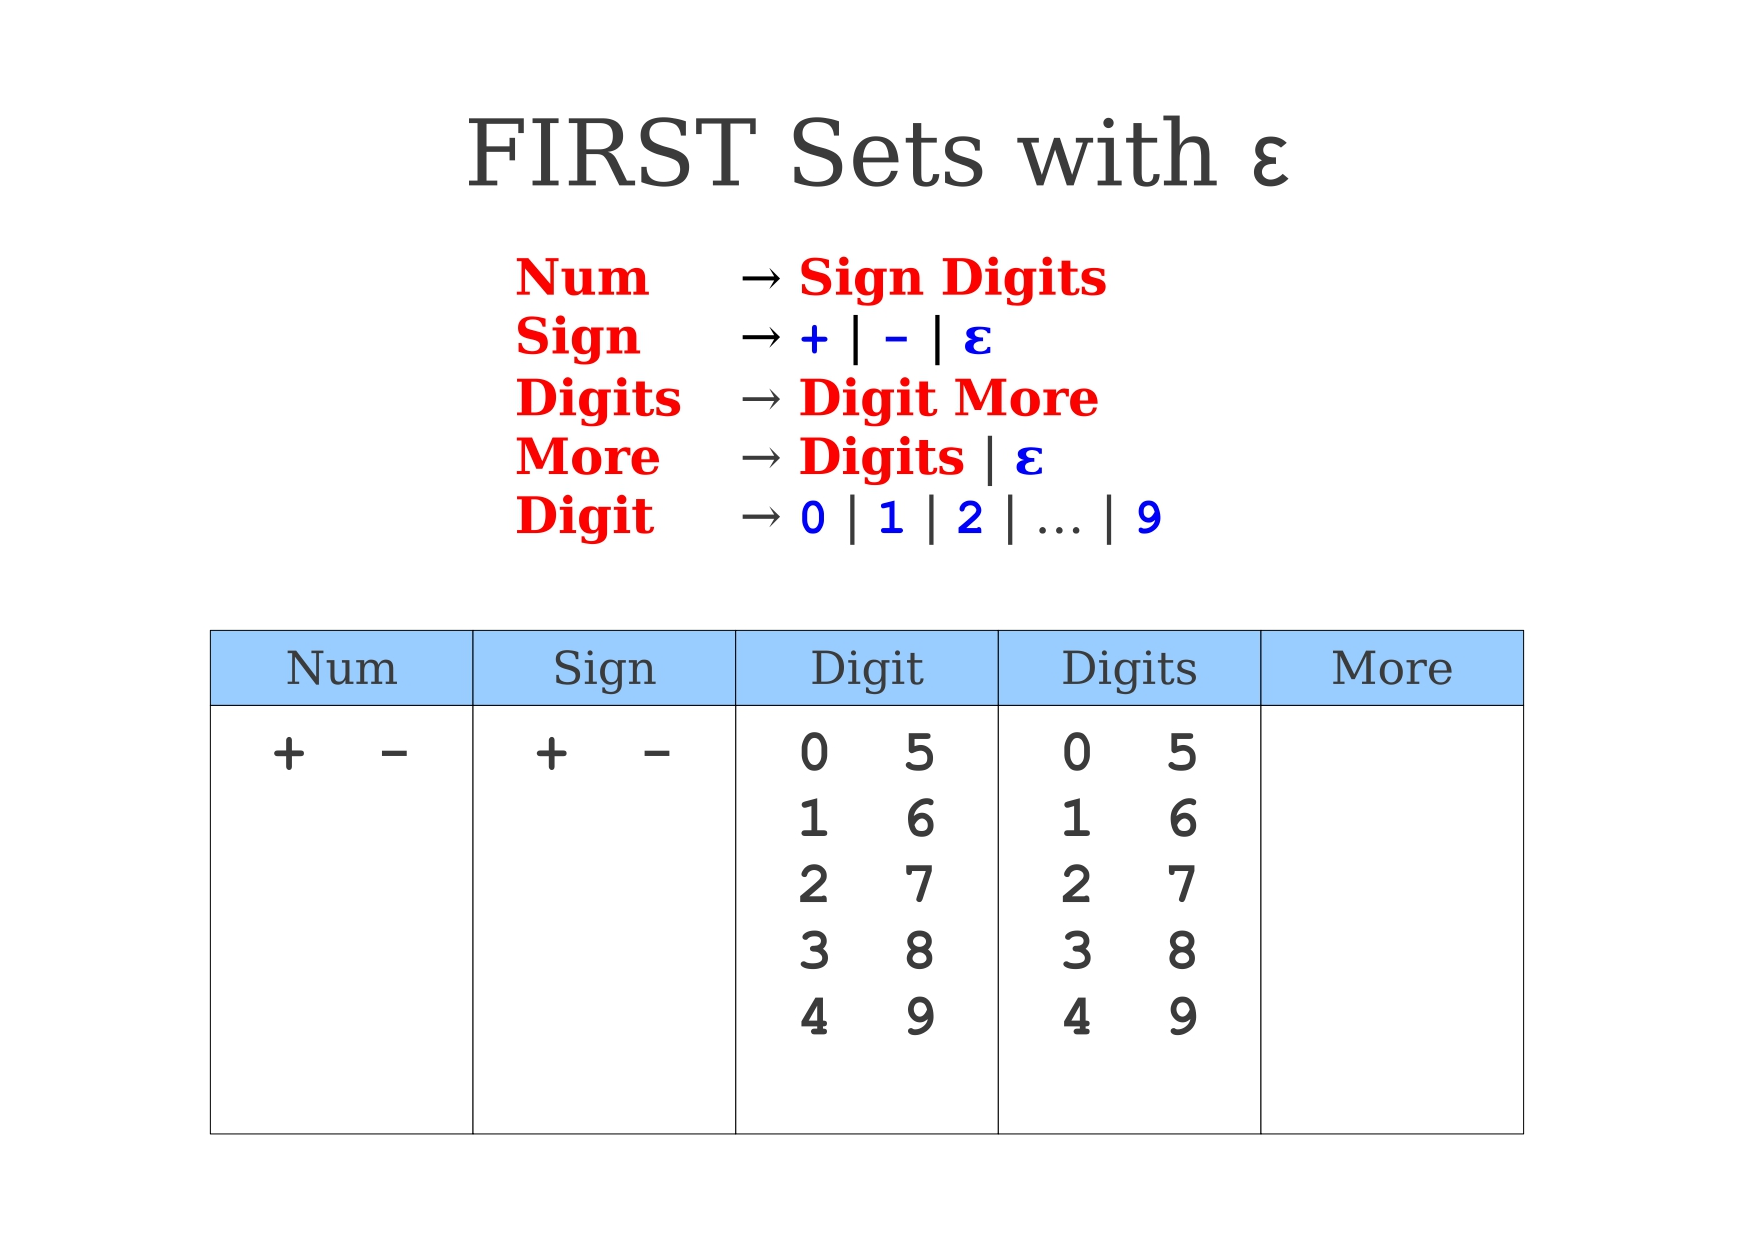 FIRST Sets with ε
Num → Sign Digits
Sign → + | - | ε
Digits → Digit More
More → Digits | ε
Digit → 0 | 1 | 2 | … | 9
Num Sign Digit Digits More
+ - + - 0 5 0 5
1 6 1 6
2 7 2 7
3 8 3 8
4 9 4 9